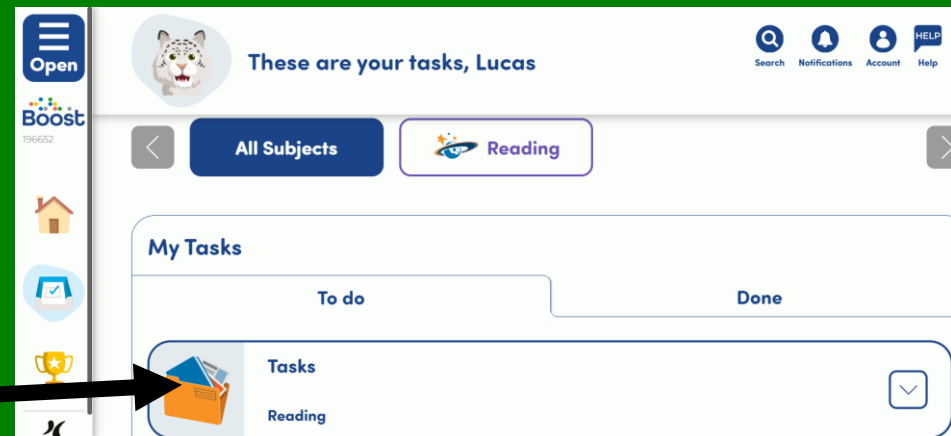 Open
Boost
196652
These are your tasks, Lucas
Search Notifications Account HELP Help
All Subjects Reading
My Tasks
To do Done
Tasks
Reading